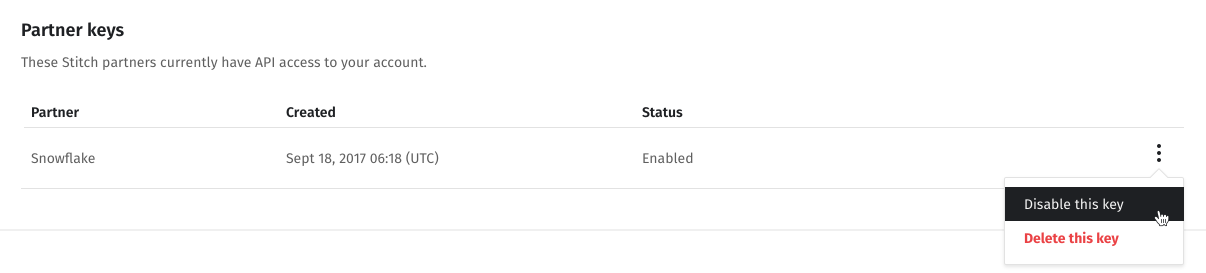 Partner keys
These Stitch partners currently have API access to your account.
Partner Created Status
Snowflake Sept 18, 2017 06:18 (UTC) Enabled
Disable this key
Delete this key